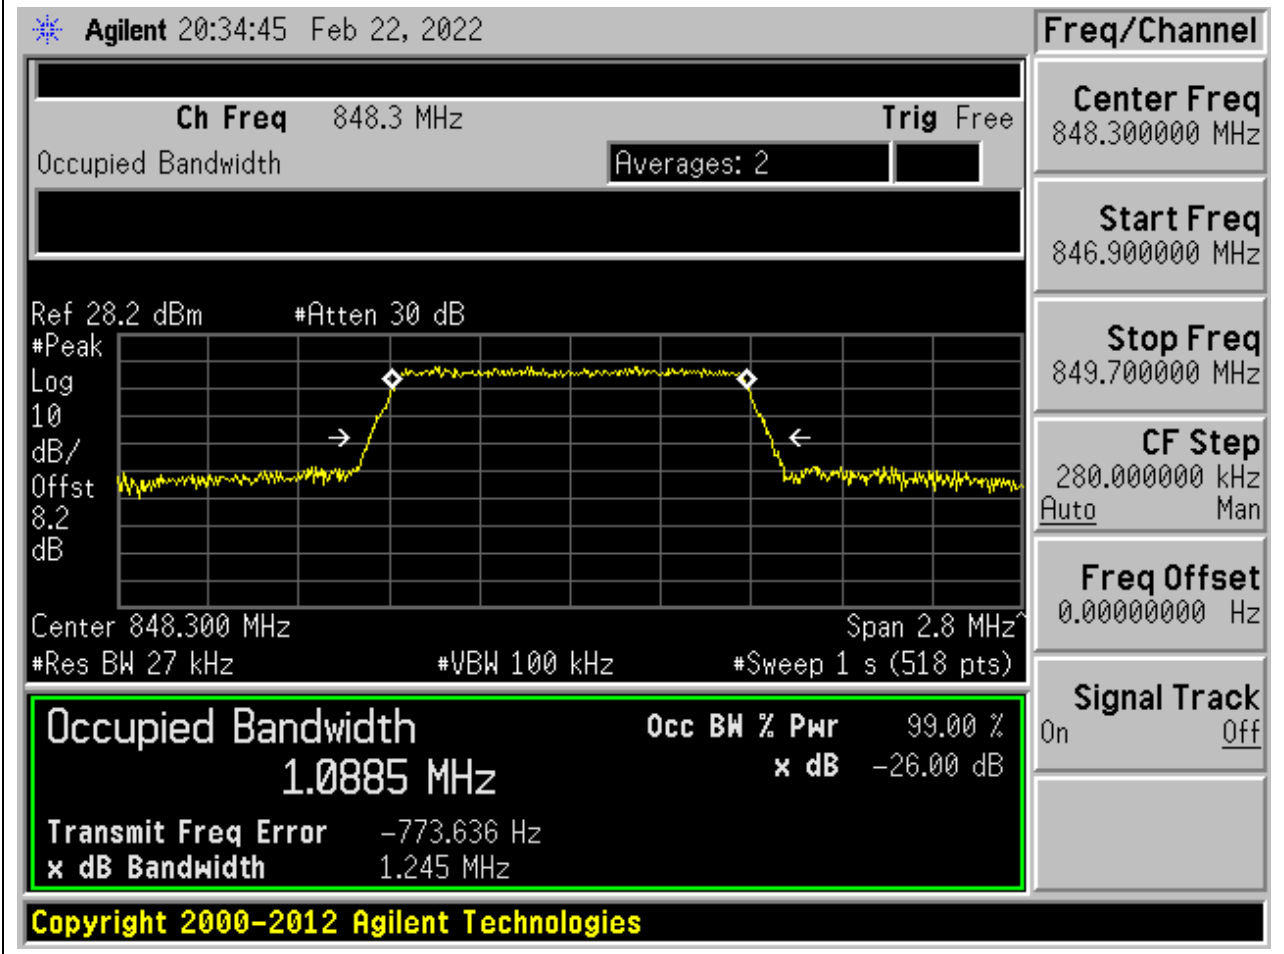 Agilent 20:34:45 Feb 22, 2022
Freq/Channel
Ch Freq 848.3 MHz Trig Free
Occupied Bandwidth Averages: 2
Center Freq
848.300000 MHz
Start Freq
846.900000 MHz
Stop Freq
849.700000 MHz
CF Step
280.000000 kHz
Auto Man
Freq Offset
0.00000000 Hz
Signal Track
On Off
Ref 28.2 dBm #Atten 30 dB
#Peak
Log
10
dB/
Offst
8.2
dB
Center 848.300 MHz Span 2.8 MHz^
#Res BW 27 kHz #VBW 100 kHz #Sweep 1 s (518 pts)
Occupied Bandwidth Occ BW % Pwr 99.00 %
1.0885 MHz x dB -26.00 dB
Transmit Freq Error -773.636 Hz
x dB Bandwidth 1.245 MHz
Copyright 2000-2012 Agilent Technologies